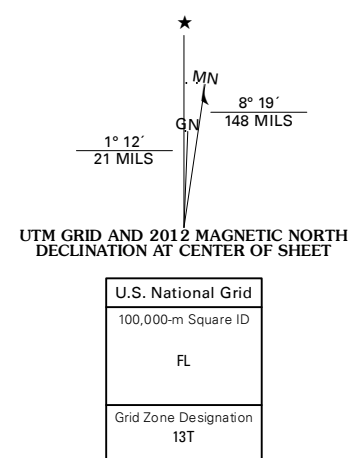 ★
MN
8° 19´
148 MILS
GN
1° 12´
21 MILS
UTM GRID AND 2012 MAGNETIC NORTH
DECLINATION AT CENTER OF SHEET
U.S. National Grid
100,000-m Square ID
FL
Grid Zone Designation
13T